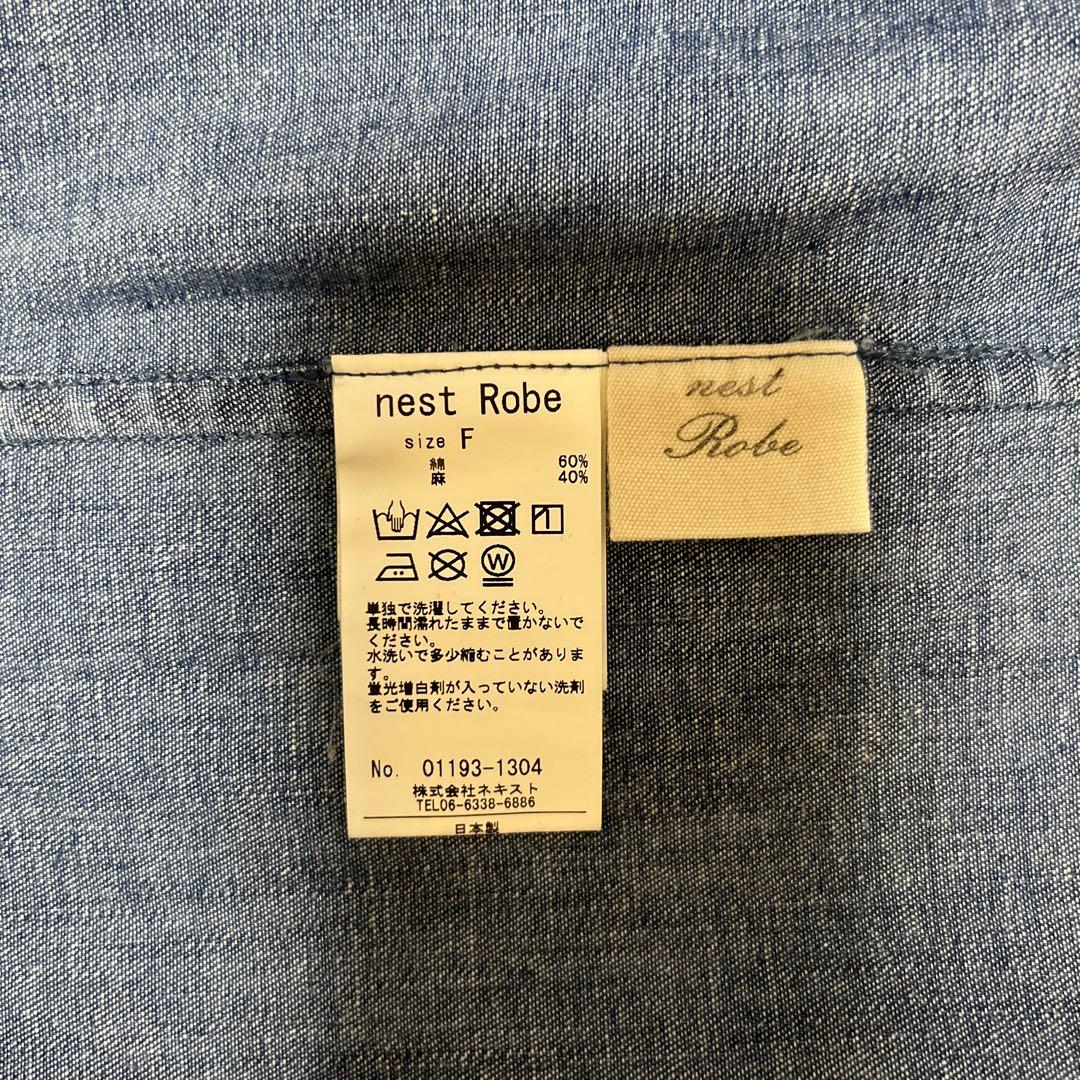 nest Robe
size F
綿 60%
麻 40%
W
単独で洗濯してください。
長時間濡れたままで置かないで
ください。
水洗いで多少縮むことがありま
す。
蛍光増白剤が入っていない洗剤
をご使用ください。
No. 01193-1304
株式会社ネキスト
TEL06-6338-6886
日本製
nest
Robe